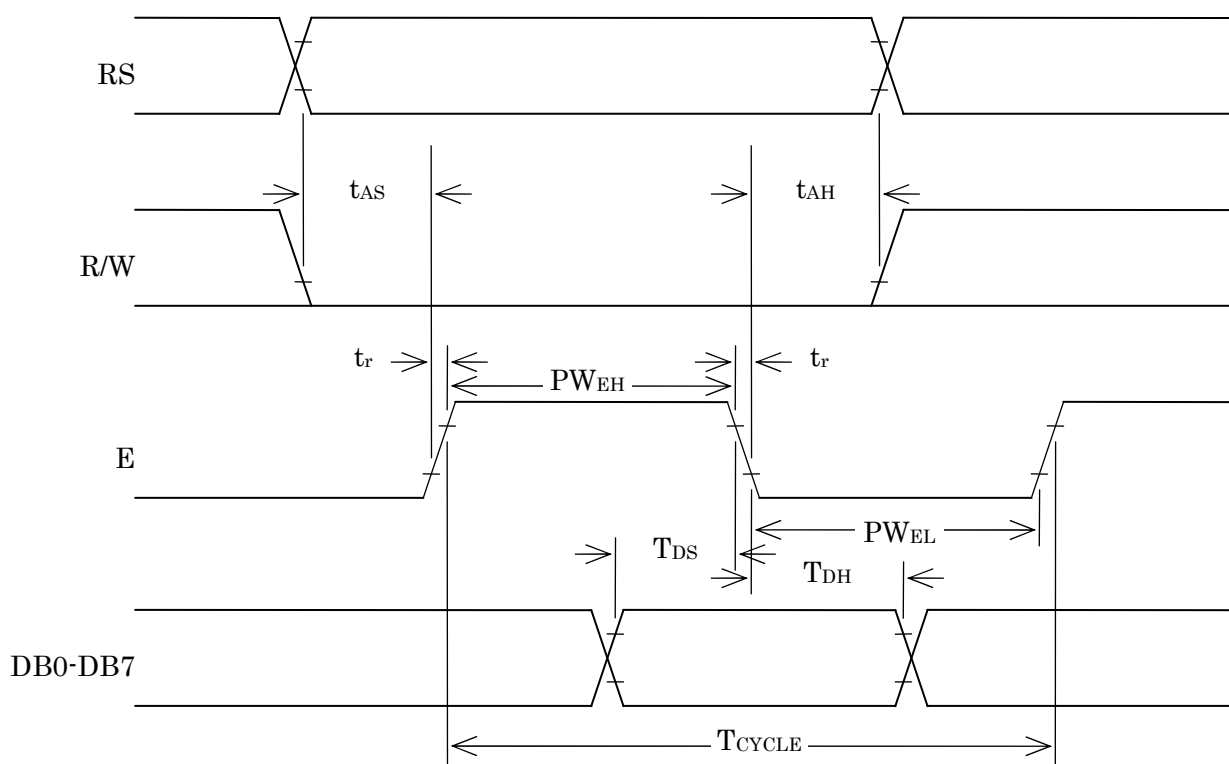 RS
tAS
tAH
R/W
tr
PWEH
tr
E
PWEL
TDS
TDH
DB0-DB7
TCYCLE